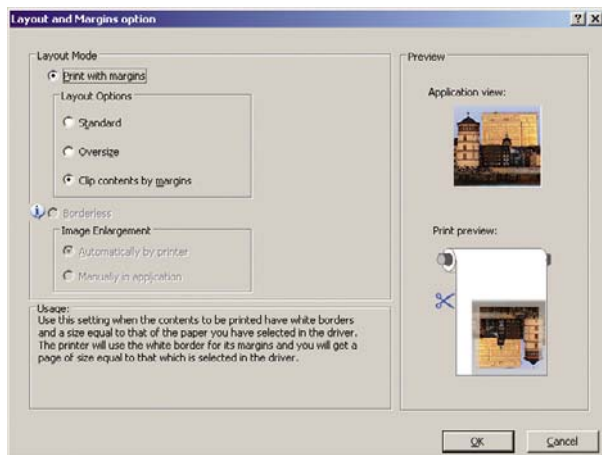 Layout and Margins option
Layout Mode
Print with margins
Layout Options
Standard
Oversize
Clip contents by margins
Borderless
Image Enlargement
Automatically by printer
Manually in application
Usage:
Use this setting when the contents to be printed have white borders
and a size equal to that of the paper you have selected in the driver.
The printer will use the white border for its margins and you will get a
page of size equal to that which is selected in the driver.
Preview
Application view:
Print preview:
OK
Cancel